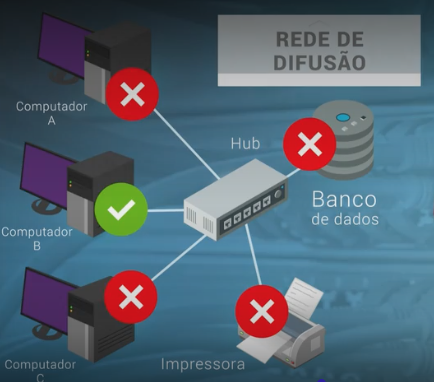 REDE DE
DIFUSÃO
Computador
A
Hub
Banco
de dados
Computador
B
Computador
C
Impressora